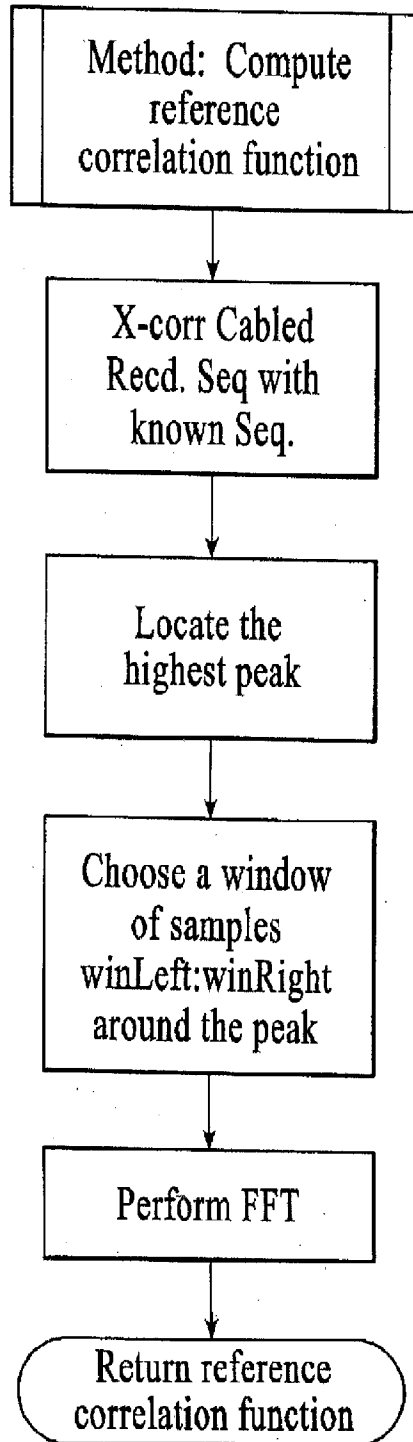 Method: Compute
reference
correlation function
X-corr Cabled
Recd. Seq with
known Seq.
Locate the
highest peak
Choose a window
of samples
winLeft:winRight
around the peak
Perform FFT
Return reference
correlation function